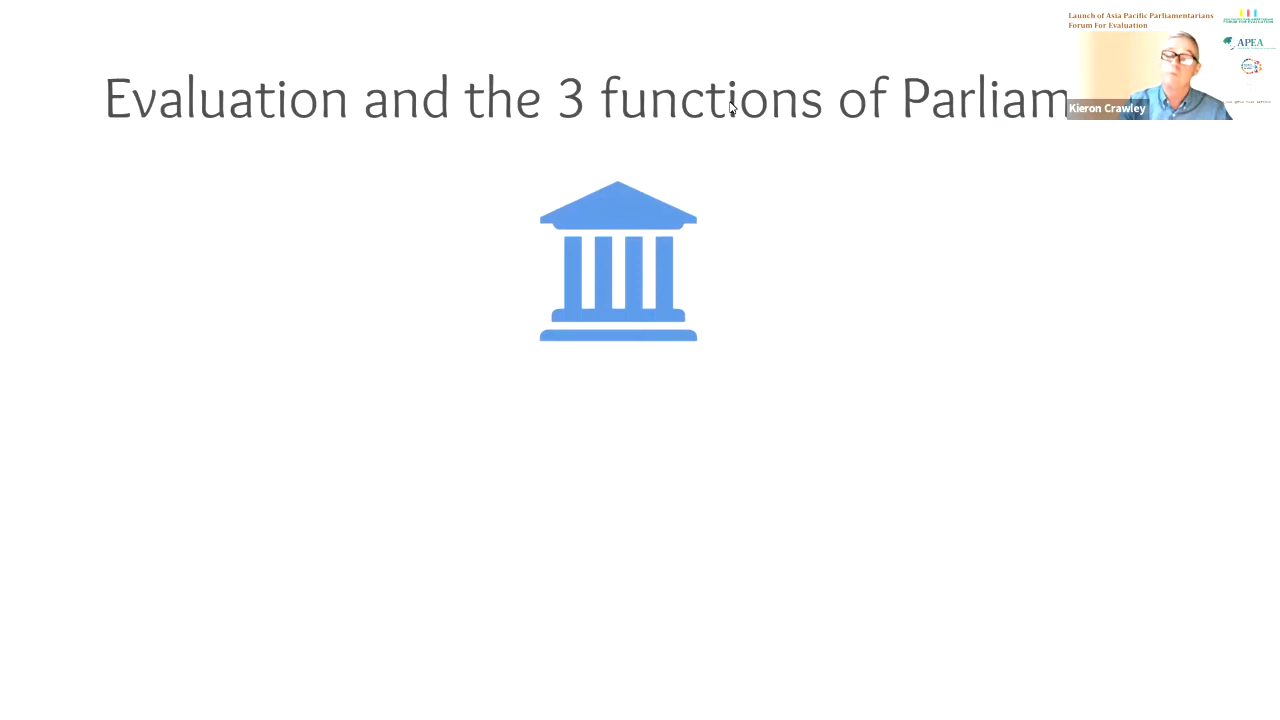 Launch of Asia Pacific Parliamentarians
Forum For Evaluation
Evaluation and the 3 functions of Parliam
APEA
Kieron Crawley